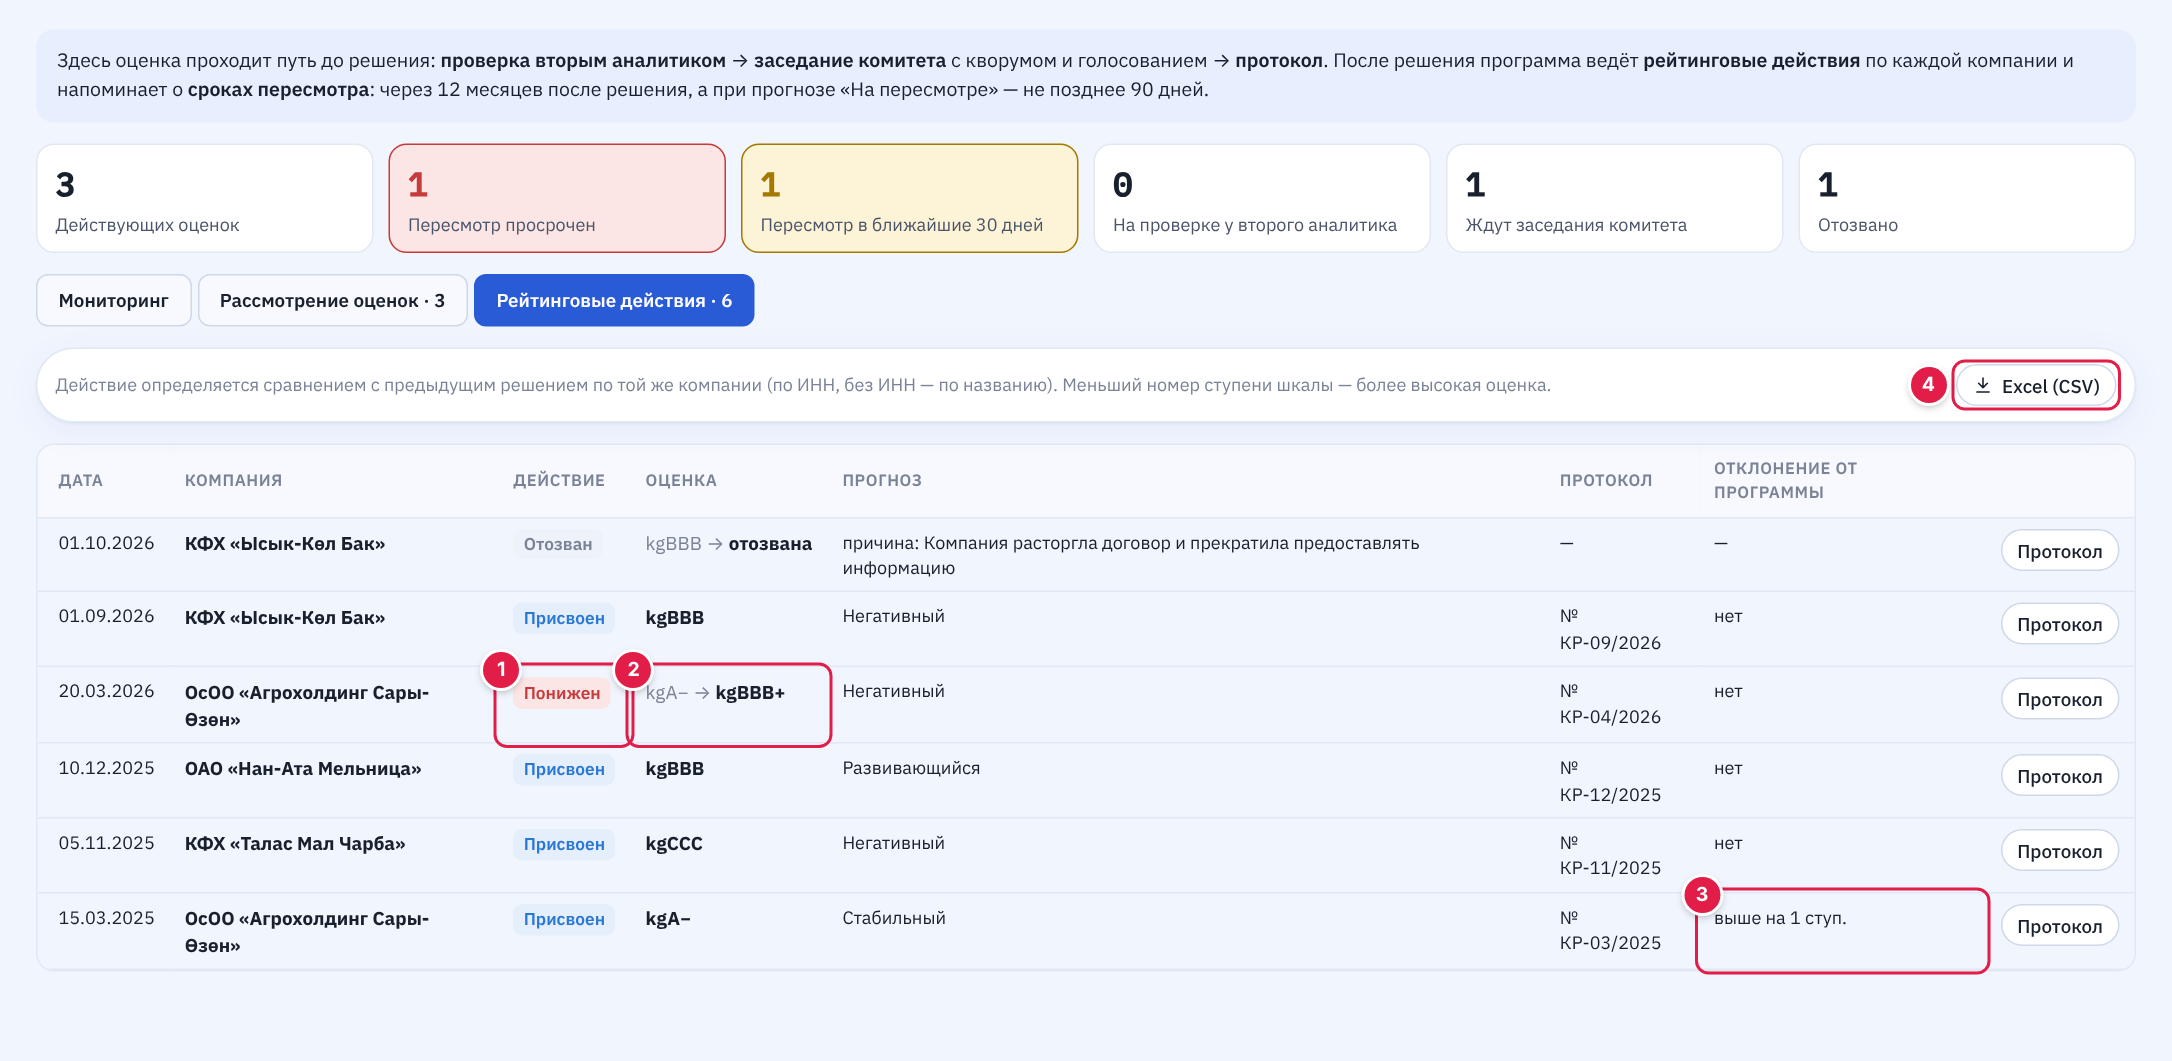 Здесь оценка проходит путь до решения: проверка вторым аналитиком → заседание комитета с кворумом и голосованием → протокол. После решения программа ведёт рейтинговые действия по каждой компании и
напоминает о сроках пересмотра: через 12 месяцев после решения, а при прогнозе «На пересмотре» — не позднее 90 дней.
3
Действующих оценок
1
Пересмотр просрочен
1
Пересмотр в ближайшие 30 дней
0
На проверке у второго аналитика
1
Ждут заседания комитета
1
Отозвано
Мониторинг
Рассмотрение оценок · 3
Рейтинговые действия · 6
Действие определяется сравнением с предыдущим решением по той же компании (по ИНН, без ИНН — по названию). Меньший номер ступени шкалы — более высокая оценка.
4
Excel (CSV)
ДАТА КОМПАНИЯ ДЕЙСТВИЕ ОЦЕНКА ПРОГНОЗ ПРОТОКОЛ ОТКЛОНЕНИЕ ОТ
ПРОГРАММЫ
01.10.2026 КФХ «Ысык-Көл Бак» Отозван kgBBB → отозвана причина: Компания расторгла договор и прекратила предоставлять — — Протокол
информацию
01.09.2026 КФХ «Ысык-Көл Бак» Присвоен kgBBB Негативный № нет Протокол
КР-09/2026
1 2
20.03.2026 ОсОО «Агрохолдинг Сары- Понижен kgA− → kgBBB+ Негативный № нет Протокол
Өзөн» КР-04/2026
10.12.2025 ОАО «Нан-Ата Мельница» Присвоен kgBBB Развивающийся № нет Протокол
КР-12/2025
05.11.2025 КФХ «Талас Мал Чарба» Присвоен kgCCC Негативный № нет Протокол
КР-11/2025
3
15.03.2025 ОсОО «Агрохолдинг Сары- Присвоен kgA− Стабильный № выше на 1 ступ. Протокол
Өзөн» КР-03/2025